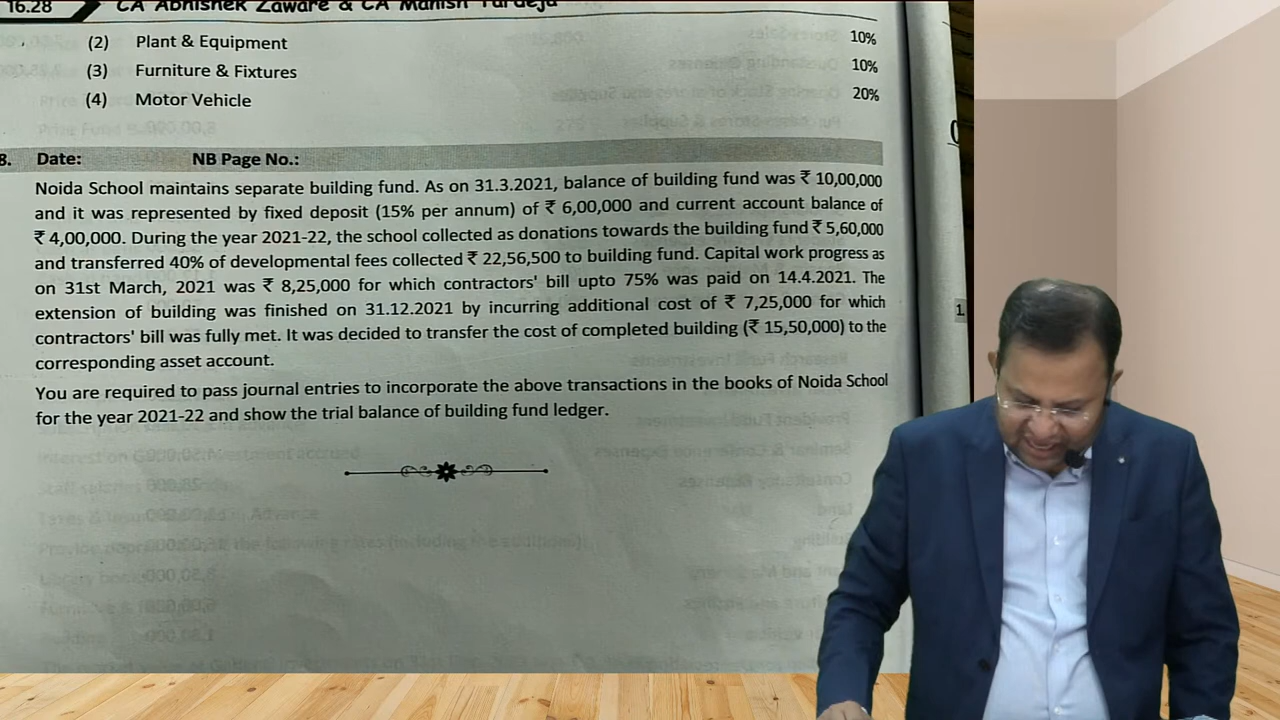 16.28 CA Abhishek Zaware & CA Manish
(2) Plant & Equipment 10%
(3) Furniture & Fixtures 10%
(4) Motor Vehicle 20%
8. Date: NB Page No.:
Noida School maintains separate building fund. As on 31.3.2021, balance of building fund was ₹ 10,00,000
and it was represented by fixed deposit (15% per annum) of ₹ 6,00,000 and current account balance of
₹ 4,00,000. During the year 2021-22, the school collected as donations towards the building fund ₹ 5,60,000
and transferred 40% of developmental fees collected ₹ 22,56,500 to building fund. Capital work progress as
on 31st March, 2021 was ₹ 8,25,000 for which contractors' bill upto 75% was paid on 14.4.2021. The
extension of building was finished on 31.12.2021 by incurring additional cost of ₹ 7,25,000 for which
contractors' bill was fully met. It was decided to transfer the cost of completed building (₹ 15,50,000) to the
corresponding asset account.
You are required to pass journal entries to incorporate the above transactions in the books of Noida School
for the year 2021-22 and show the trial balance of building fund ledger.
1.